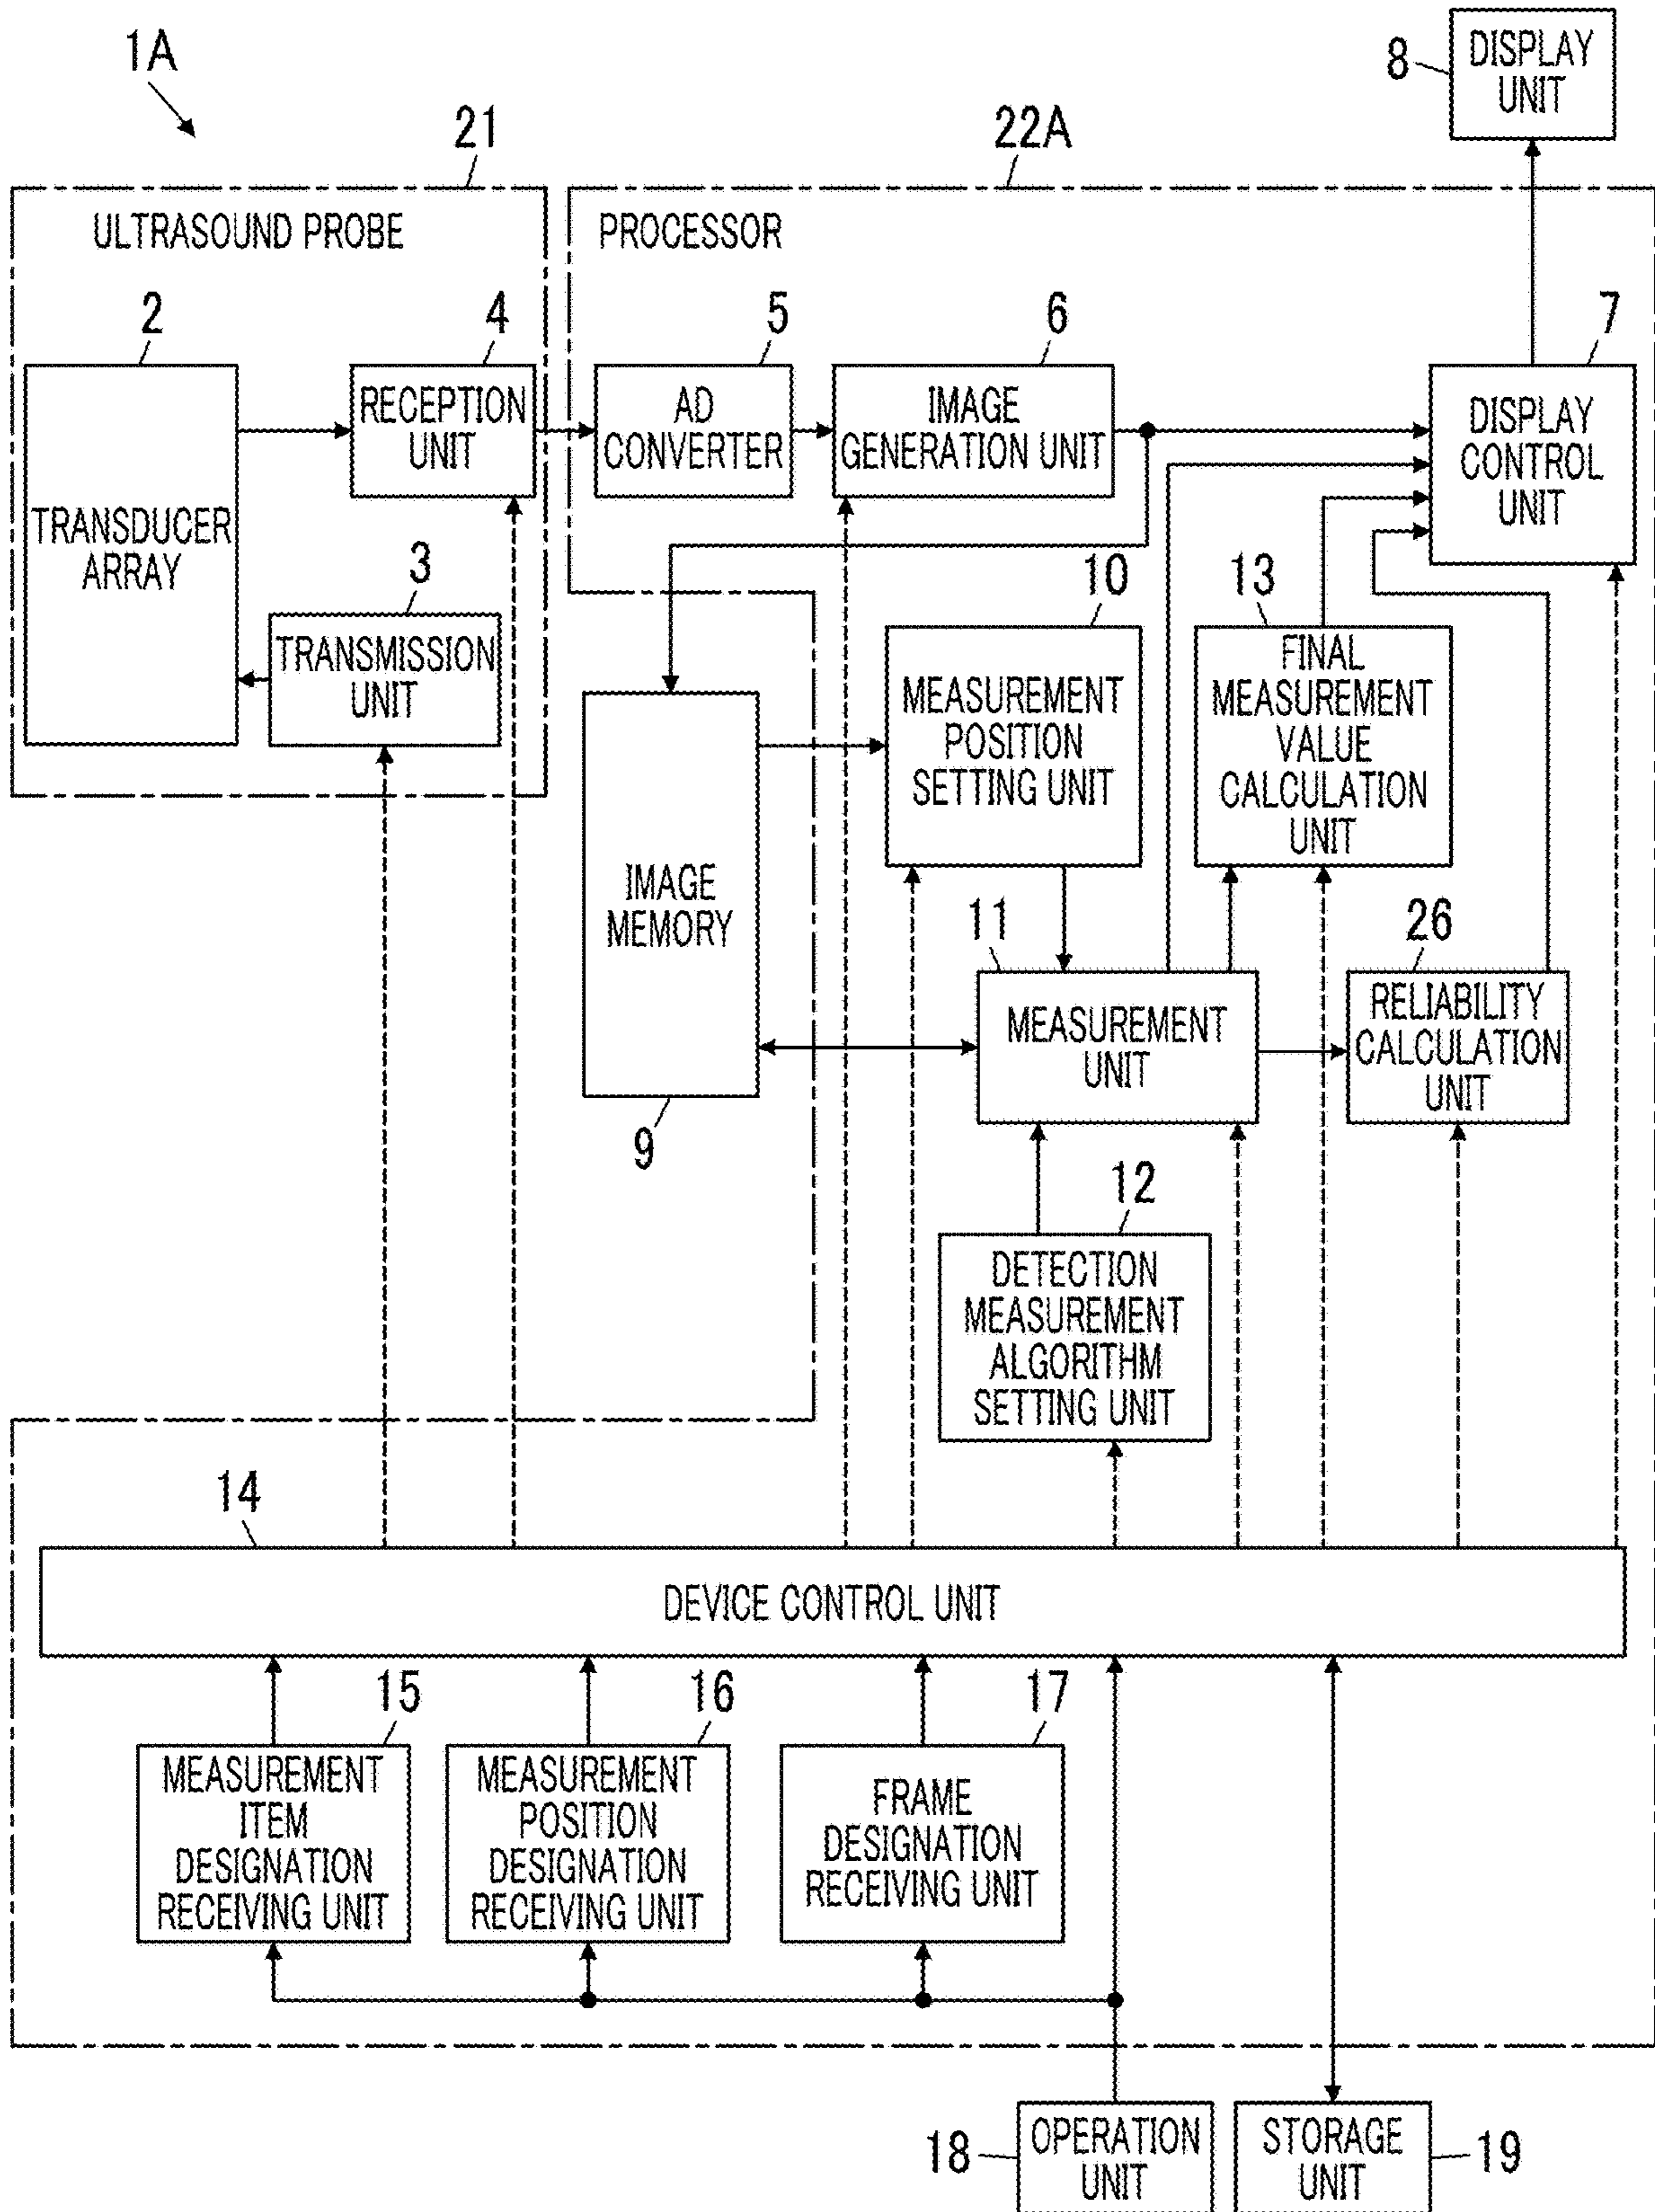 1A
8
DISPLAY
UNIT
21
22A
ULTRASOUND PROBE
PROCESSOR
2
4
5
6
7
TRANSDUCER
ARRAY
RECEPTION
UNIT
AD
CONVERTER
IMAGE
GENERATION UNIT
DISPLAY
CONTROL
UNIT
3
TRANSMISSION
UNIT
10
13
MEASUREMENT
POSITION
SETTING UNIT
FINAL
MEASUREMENT
VALUE
CALCULATION
UNIT
IMAGE
MEMORY
9
11
26
MEASUREMENT
UNIT
RELIABILITY
CALCULATION
UNIT
12
DETECTION
MEASUREMENT
ALGORITHM
SETTING UNIT
14
DEVICE CONTROL UNIT
15
16
17
MEASUREMENT
ITEM
DESIGNATION
RECEIVING UNIT
MEASUREMENT
POSITION
DESIGNATION
RECEIVING UNIT
FRAME
DESIGNATION
RECEIVING UNIT
18
OPERATION
UNIT
STORAGE
UNIT
19